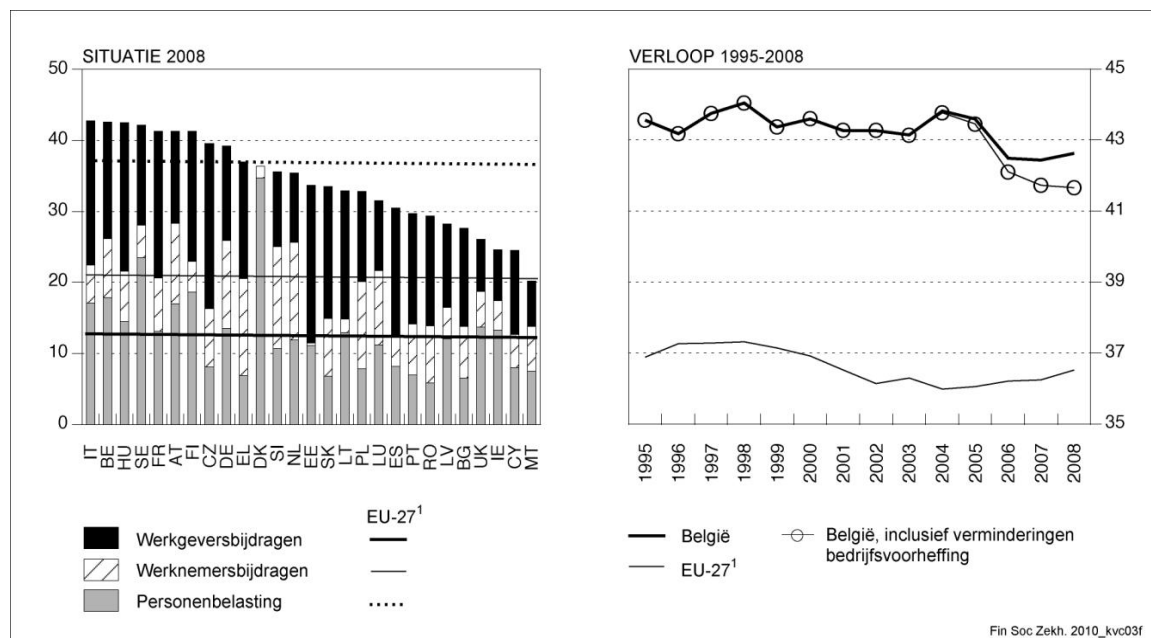 SITUATIE 2008
50
40
30
20
10
0
IT BE HU SE FR AT FI CZ DE EL DK SI NL EE SK LT PL LU ES PT RO LV BG UK IE CY MT
EU-27¹
Werkgeversbijdragen
Werknemersbijdragen
Personenbelasting
VERLOOP 1995-2008
45
43
41
39
37
35
1995 1996 1997 1998 1999 2000 2001 2002 2003 2004 2005 2006 2007 2008
België
EU-27¹
België, inclusief verminderingen
bedrijfsvoorheffing
Fin Soc Zekh. 2010_kvc03f